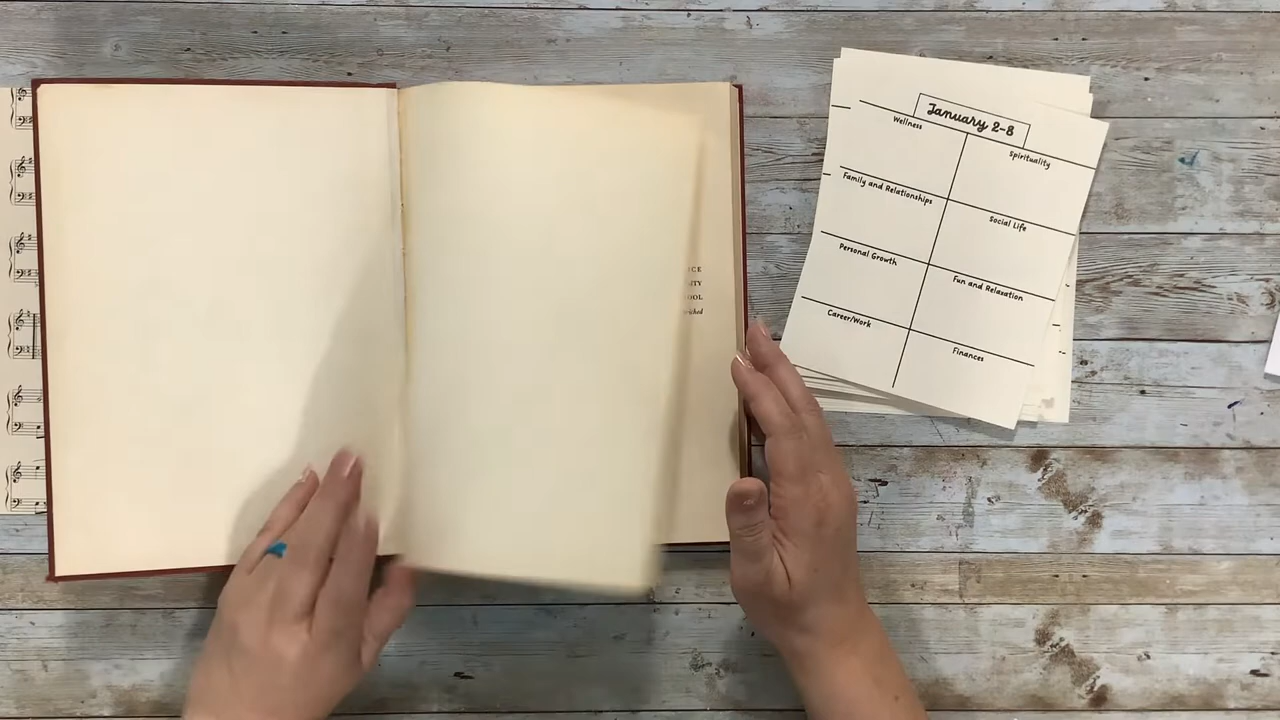 January 2-8
Wellness
Spirituality
Family and Relationships
Social Life
Personal Growth
Fun and Relaxation
Career/Work
Finances